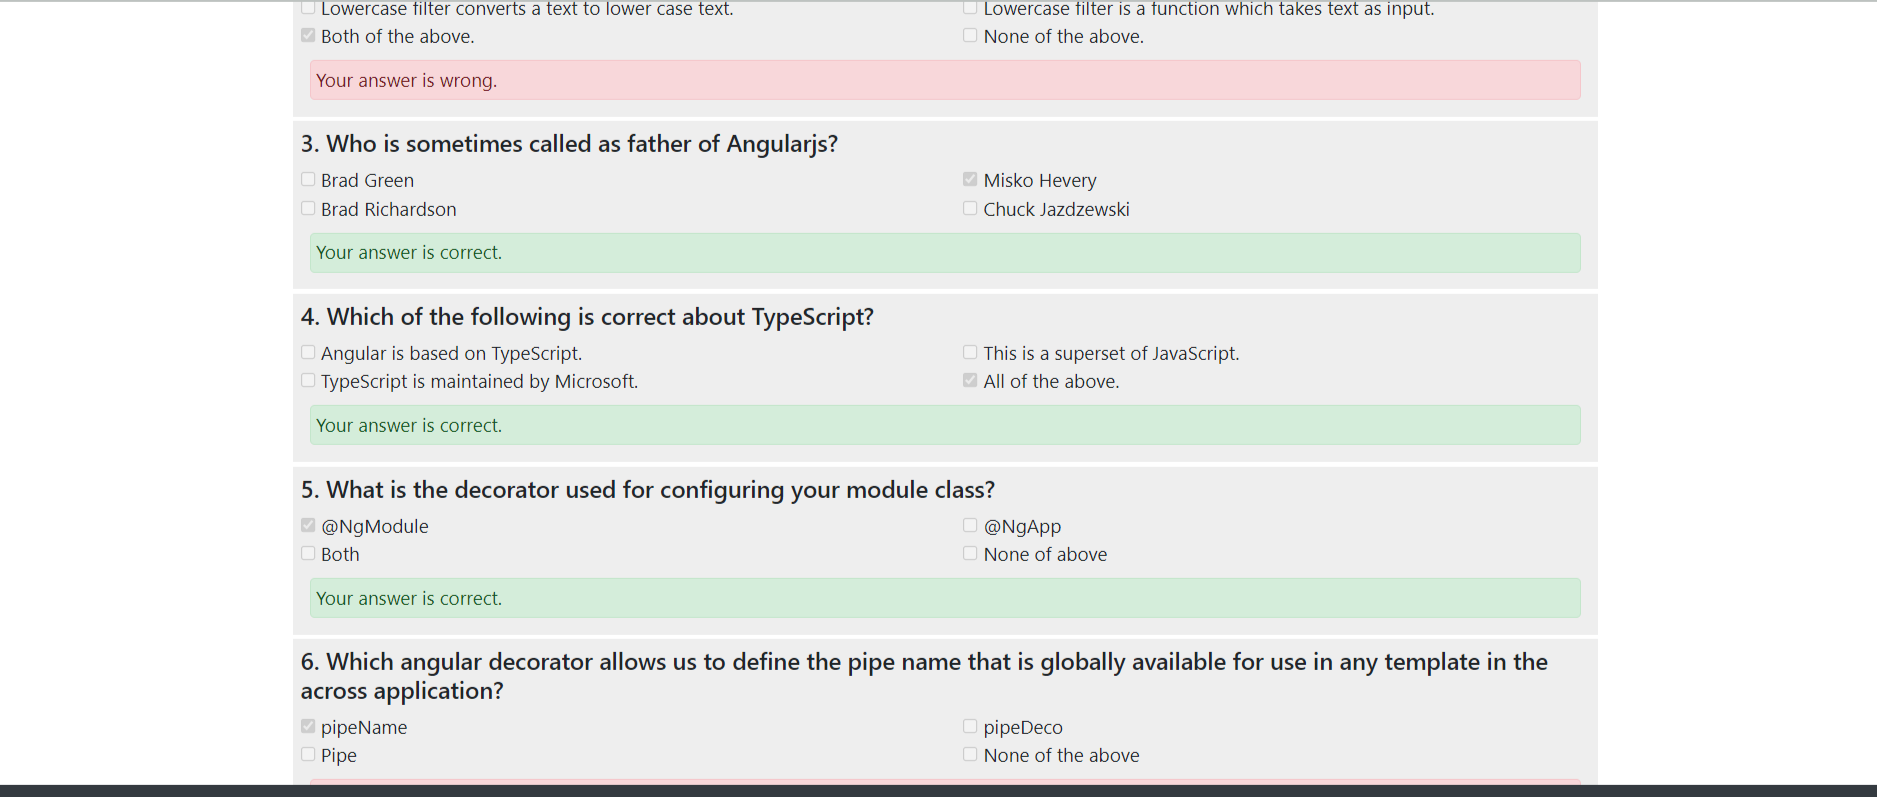 Lowercase filter converts a text to lower case text.
Lowercase filter is a function which takes text as input.
Both of the above.
None of the above.
Your answer is wrong.
3. Who is sometimes called as father of Angularjs?
Brad Green
Misko Hevery
Brad Richardson
Chuck Jazdzewski
Your answer is correct.
4. Which of the following is correct about TypeScript?
Angular is based on TypeScript.
This is a superset of JavaScript.
TypeScript is maintained by Microsoft.
All of the above.
Your answer is correct.
5. What is the decorator used for configuring your module class?
@NgModule
@NgApp
Both
None of above
Your answer is correct.
6. Which angular decorator allows us to define the pipe name that is globally available for use in any template in the
across application?
pipeName
pipeDeco
Pipe
None of the above